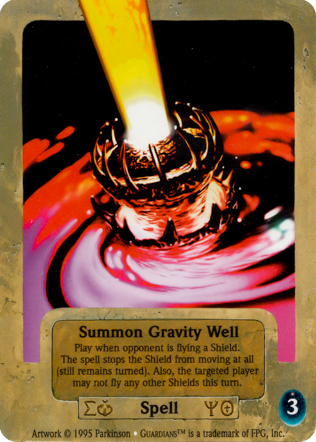 Summon Gravity Well
Play when opponent is flying a Shield.
The spell stops the Shield from moving at all
(still remains turned). Also, the targeted player
may not fly any other Shields this turn.
Spell
3
Artwork © 1995 Parkinson • GUARDIANS™ is a trademark of FPG, Inc.